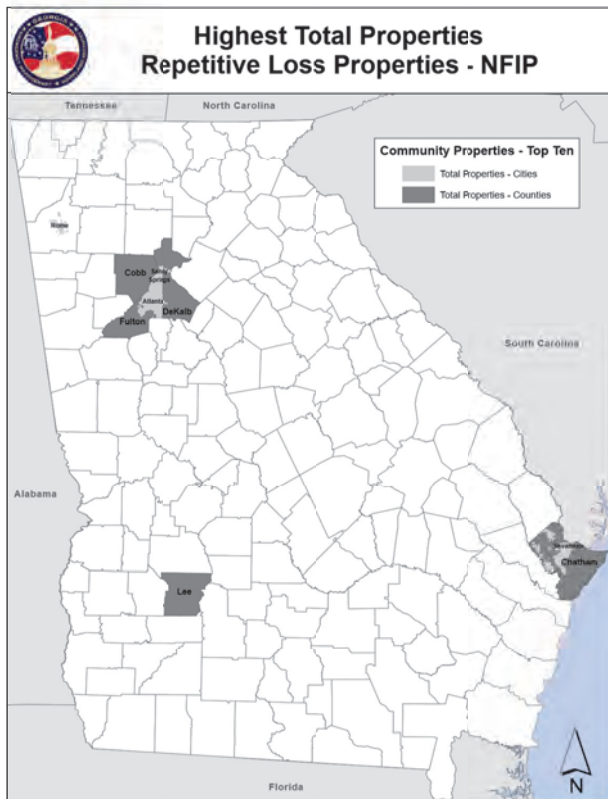 Highest Total Properties
Repetitive Loss Properties - NFIP
Tennessee
North Carolina
Community Properties - Top Ten
Total Properties - Cities
Total Properties - Counties
Rome
Cobb
Sandy
Springs
Atlanta
DeKalb
Fulton
South Carolina
Alabama
Savannah
Chatham
Lee
Florida
N